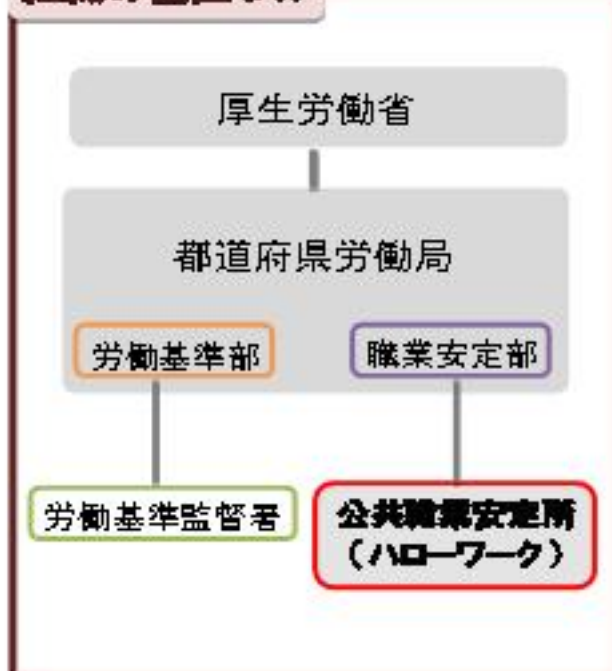 厚生労働省
都道府県労働局
労働基準部
職業安定部
労働基準監督署
公共職業安定所
(ハローワーク)